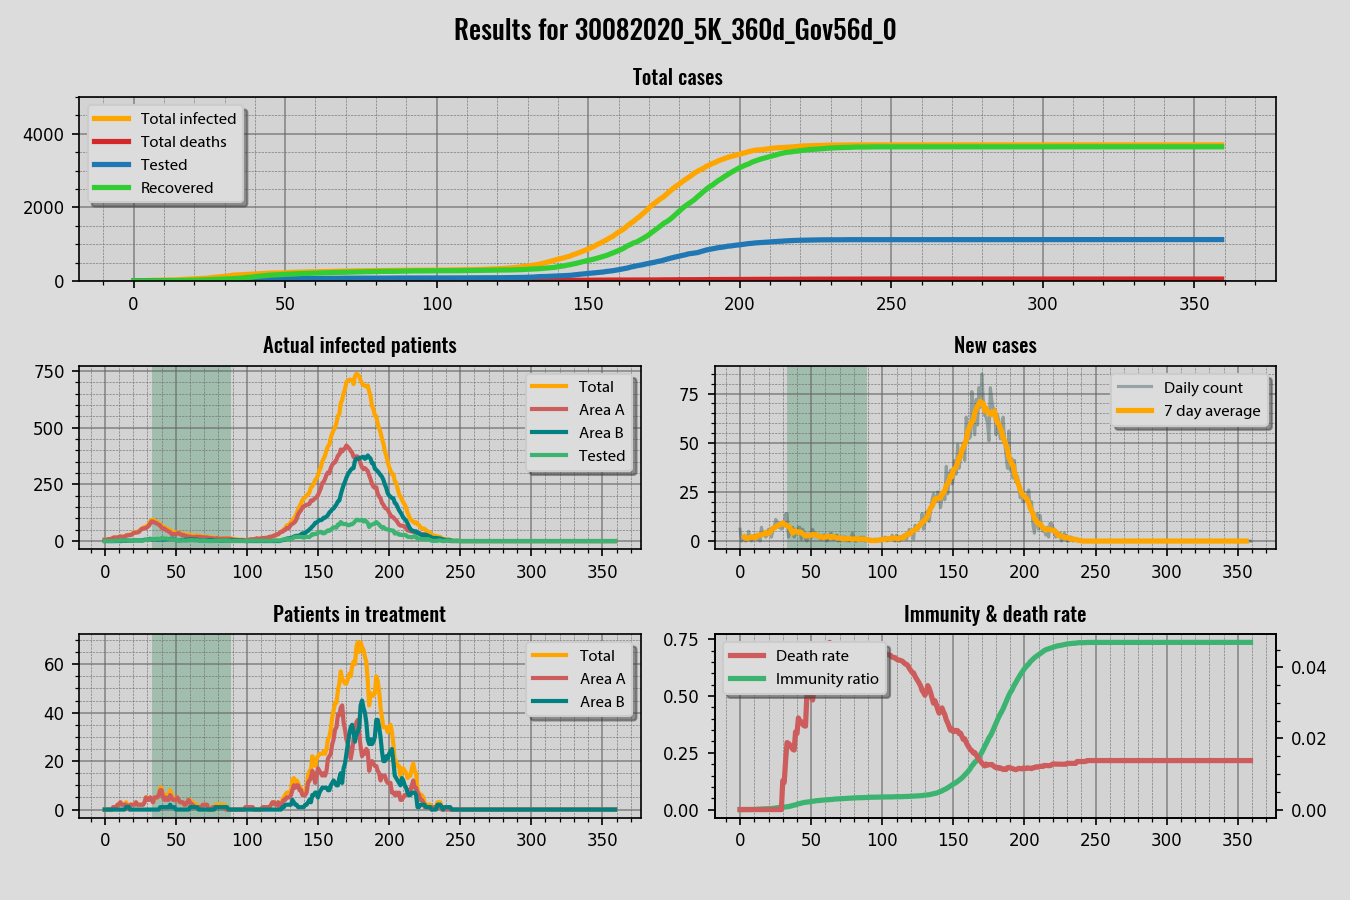 Results for 30082020_5K_360d_Gov56d_0
Total cases
Total infected
Total deaths
Tested
Recovered
4000
2000
0
0 50 100 150 200 250 300 350
Actual infected patients
Total
Area A
Area B
Tested
750
500
250
0
0 50 100 150 200 250 300 350
New cases
Daily count
7 day average
75
50
25
0
0 50 100 150 200 250 300 350
Patients in treatment
Total
Area A
Area B
60
40
20
0
0 50 100 150 200 250 300 350
Immunity & death rate
Death rate
Immunity ratio
0.75
0.50
0.25
0.00
0.04
0.02
0.00
0 50 100 150 200 250 300 350